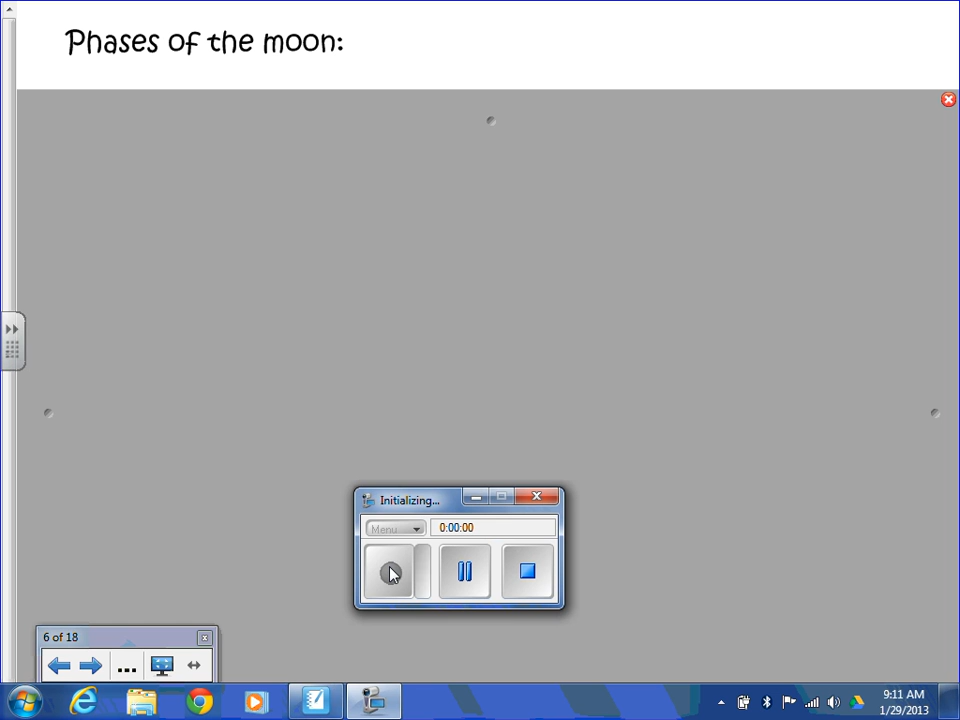 Phases of the moon:
Initializing...
Menu
0:00:00
6 of 18
...
9:11 AM
1/29/2013